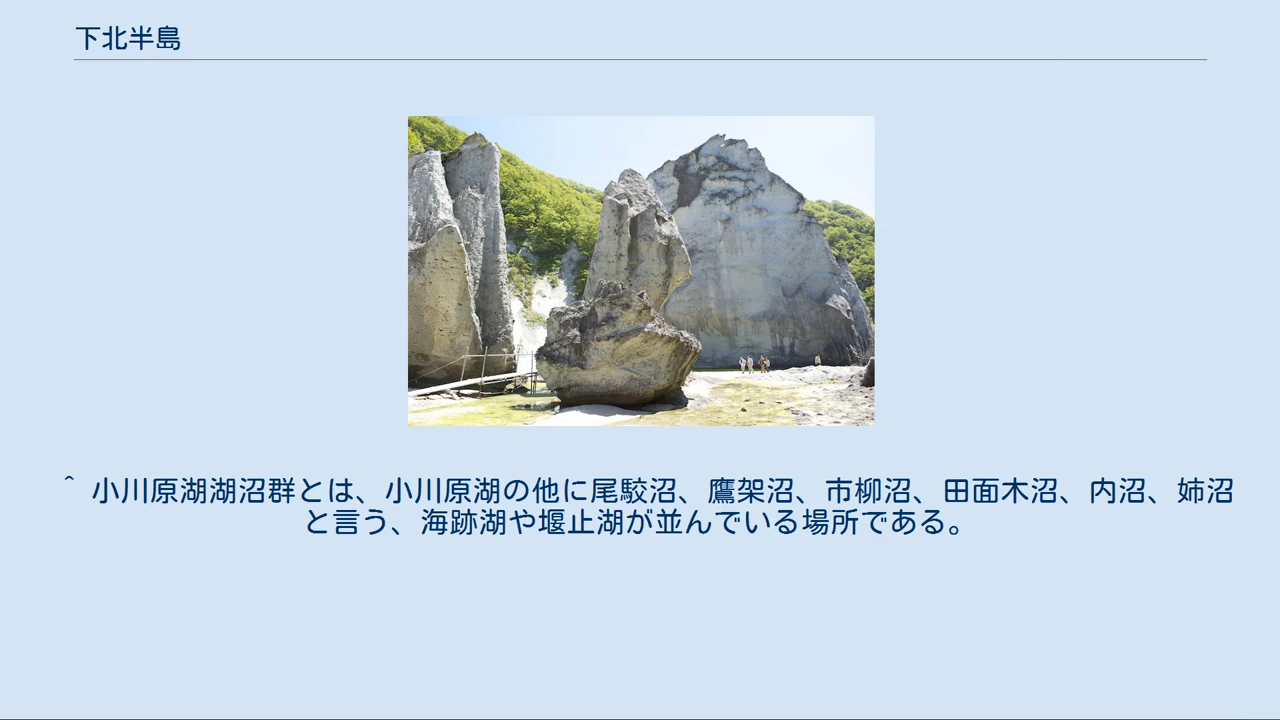 下北半島
^ 小川原湖湖沼群とは、小川原湖の他に尾駮沼、鷹架沼、市柳沼、田面木沼、内沼、姉沼
と言う、海跡湖や堰止湖が並んでいる場所である。